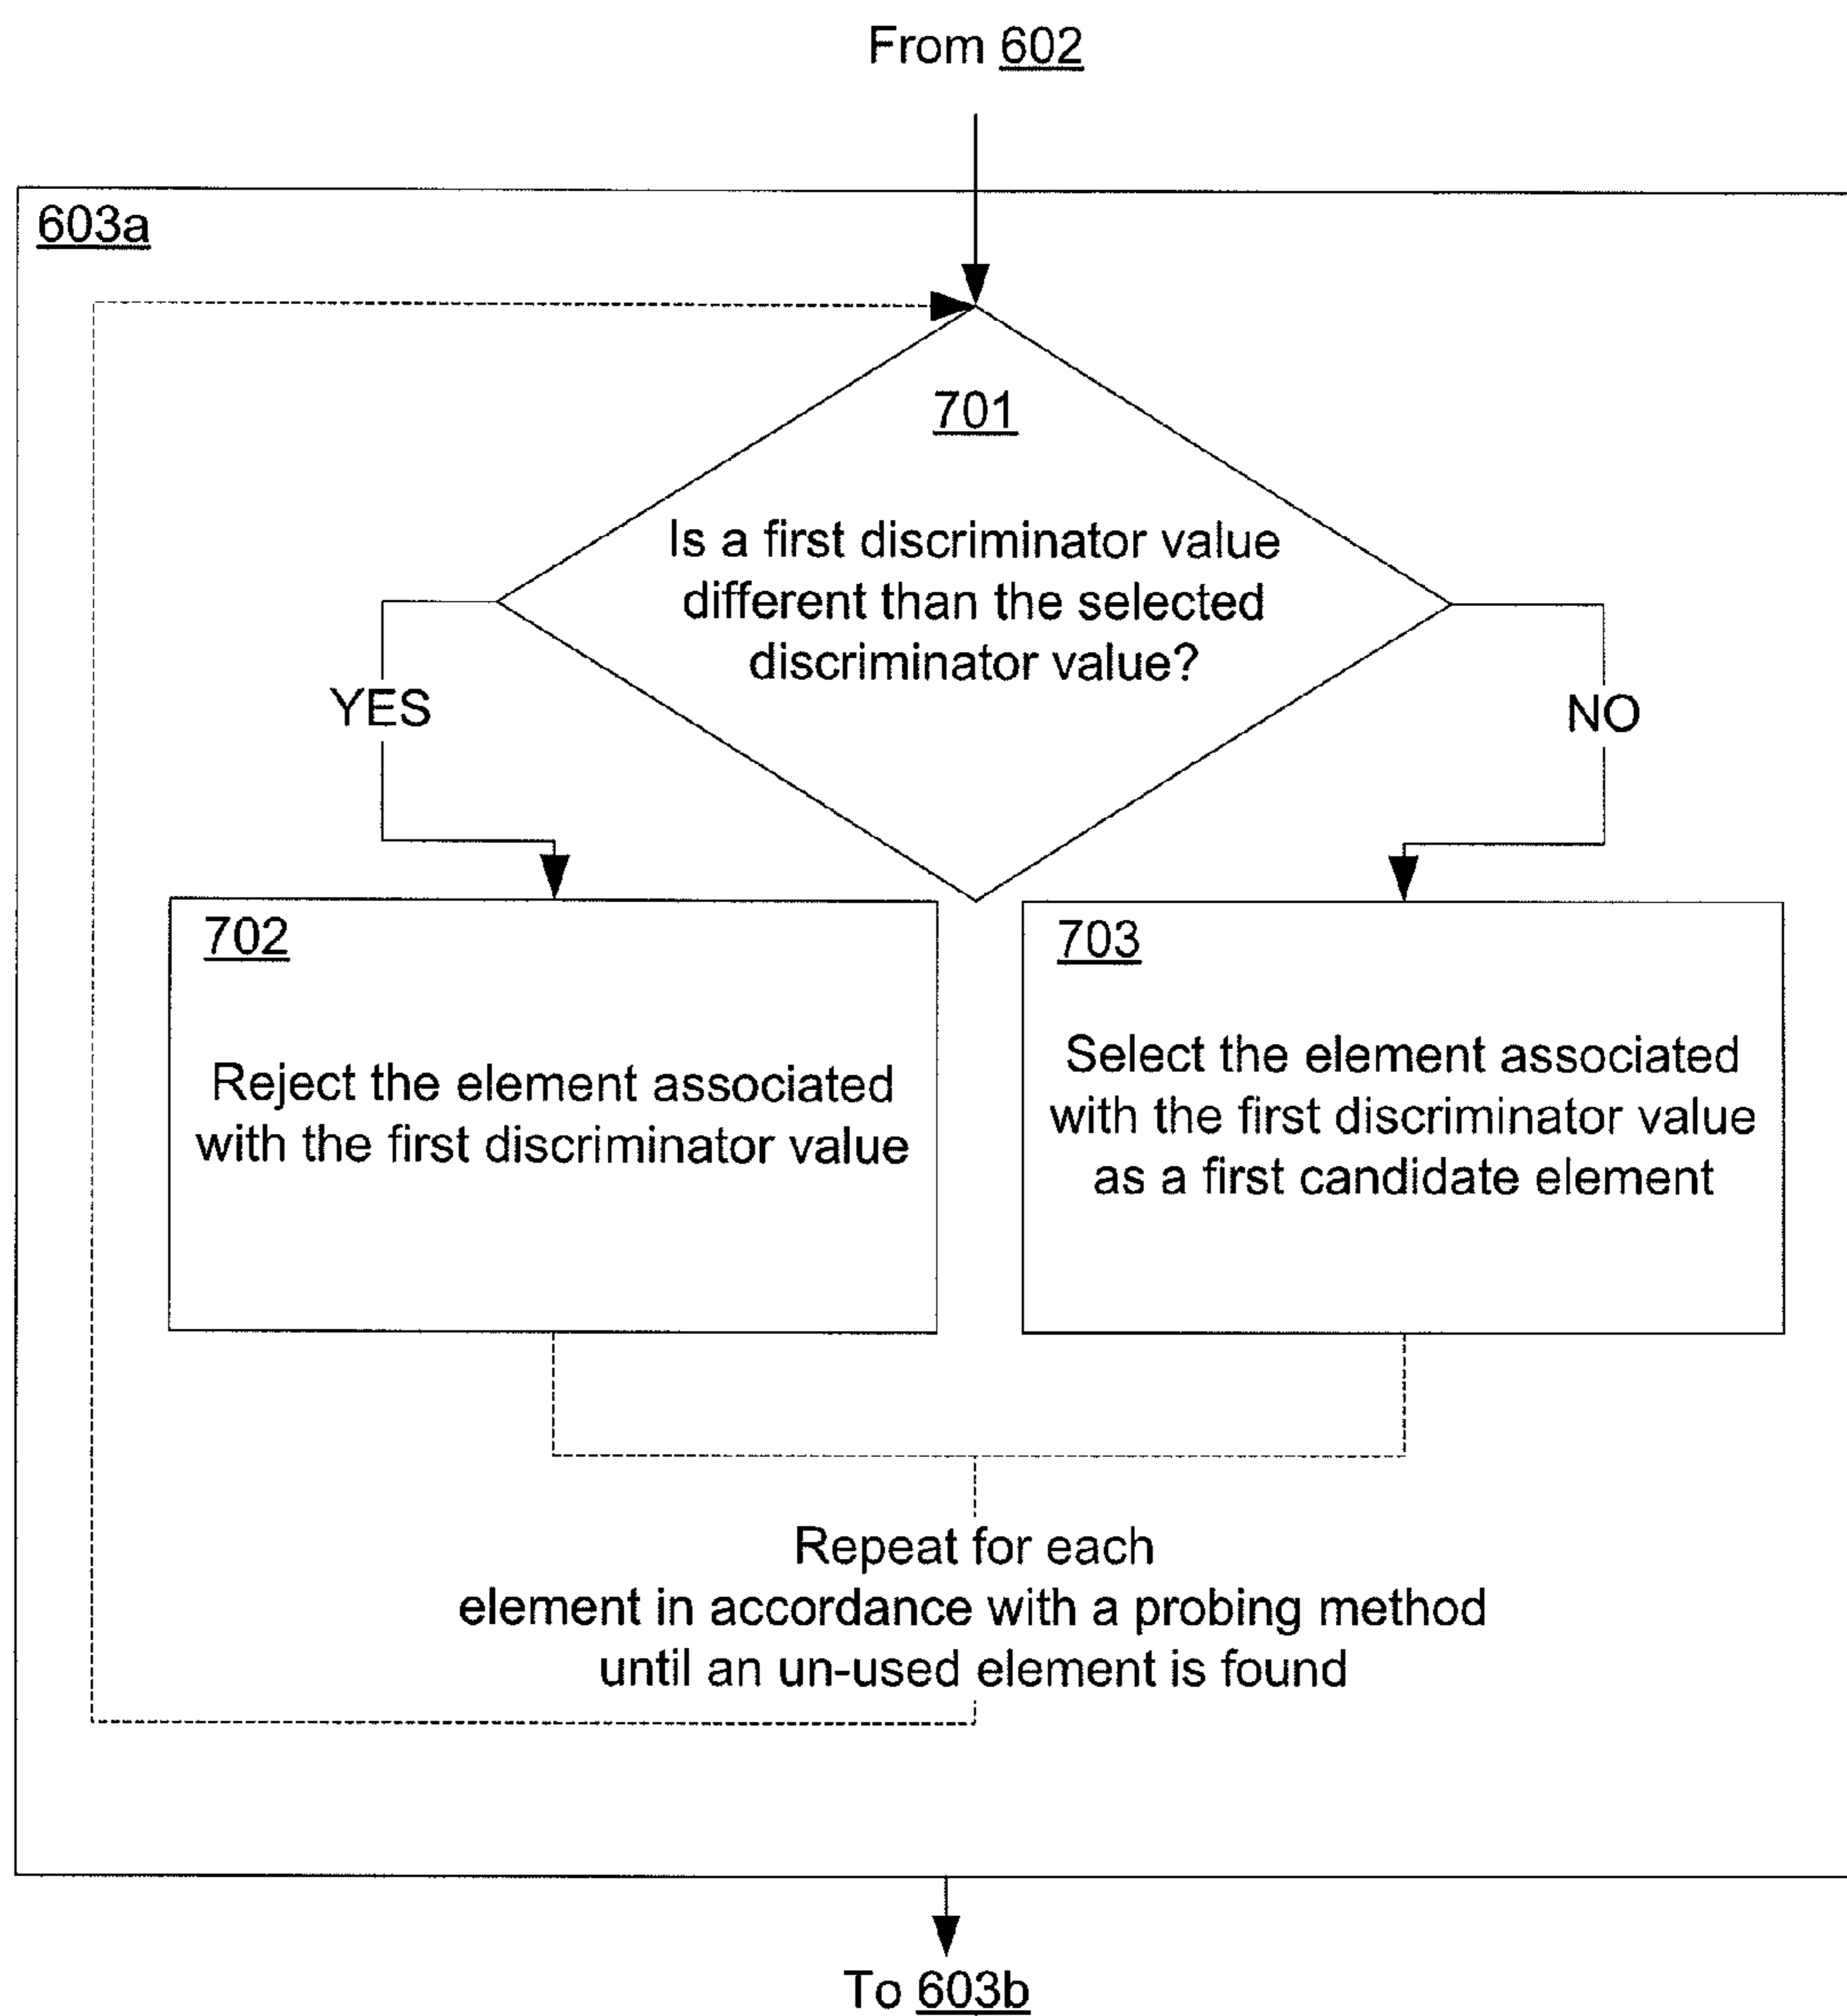 From 602
603a
701
Is a first discriminator value
different than the selected
discriminator value?
YES
NO
702
Reject the element associated
with the first discriminator value
703
Select the element associated
with the first discriminator value
as a first candidate element
Repeat for each
element in accordance with a probing method
until an un-used element is found
To 603b